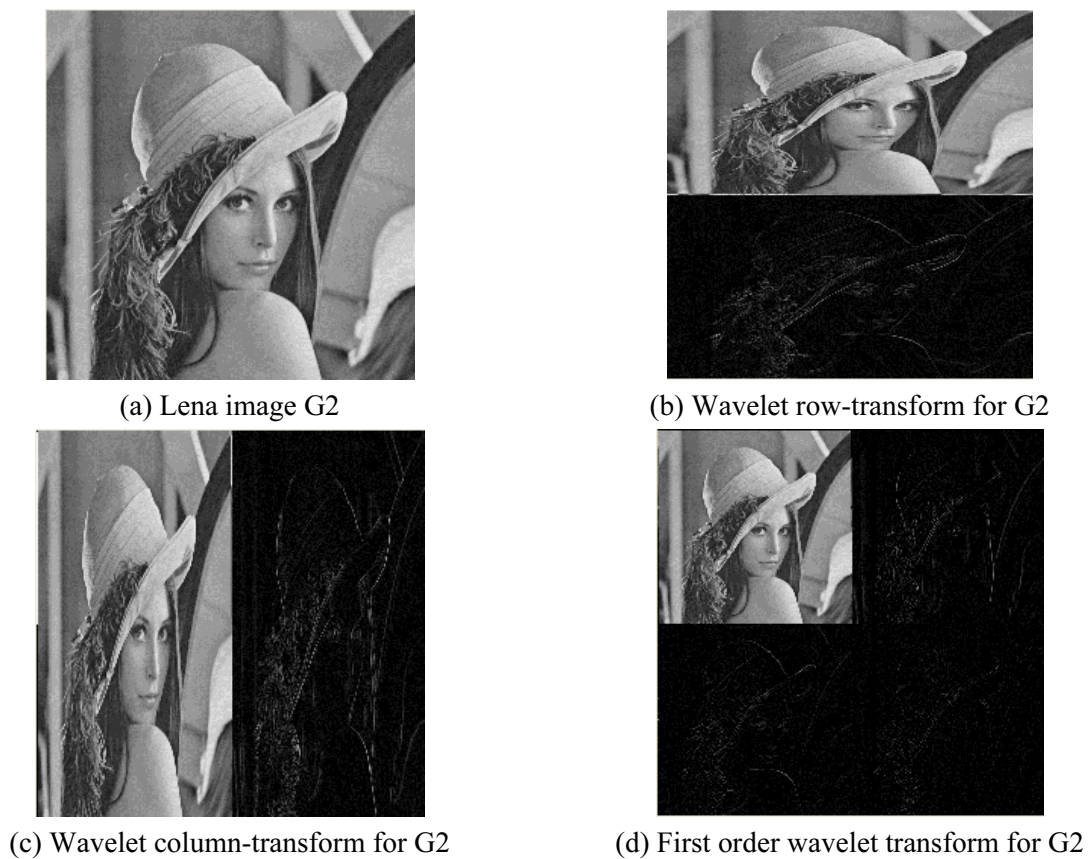 (a) Lena image G2
(b) Wavelet row-transform for G2
(c) Wavelet column-transform for G2
(d) First order wavelet transform for G2